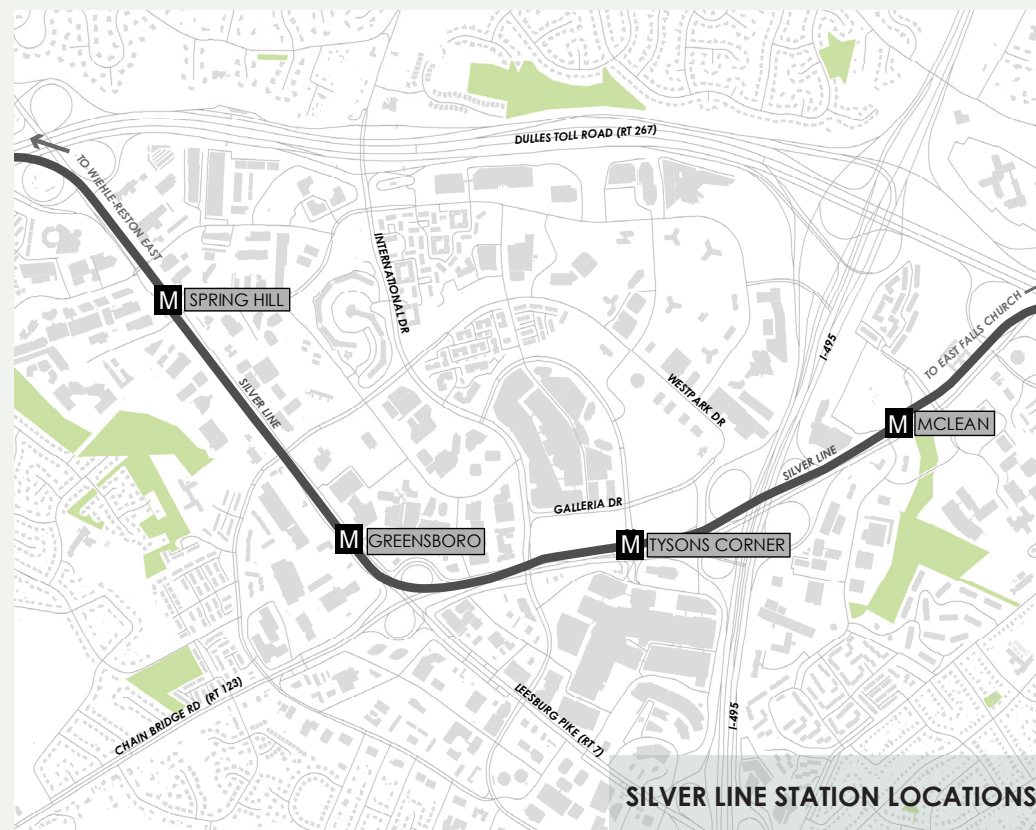 DULLES TOLL ROAD (RT 267)
TO WIEHLE-RESTON EAST
INTERNATIONAL DR
M SPRING HILL
TO EAST FALLS CHURCH
I-495
SILVER LINE
WESTPARK DR
M MCLEAN
SILVER LINE
GALLERIA DR
M GREENSBORO
M TYSONS CORNER
CHAIN BRIDGE RD (RT 123)
LEESBURG PIKE (RT 7)
I-495
SILVER LINE STATION LOCATIONS